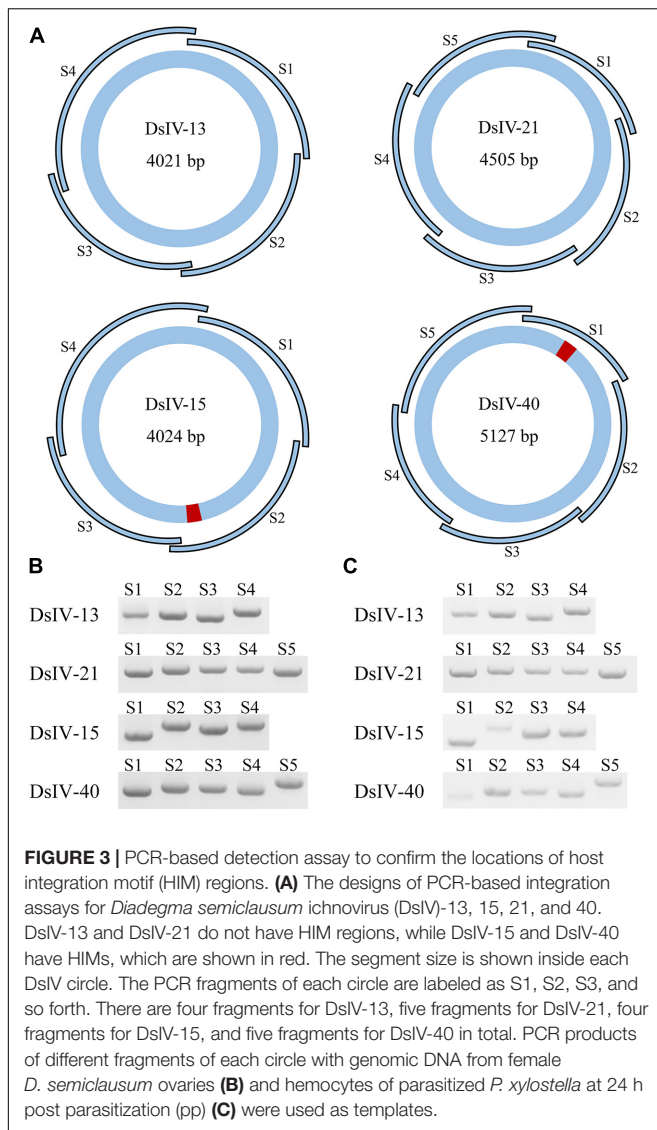 A
S4
S1
DsIV-13
4021 bp
S3
S2
S5
S1
DsIV-21
4505 bp
S4
S2
S3
S4
S1
DsIV-15
4024 bp
S3
S2
S5
S1
DsIV-40
5127 bp
S4
S2
S3
B
S1 S2 S3 S4
DsIV-13
S1 S2 S3 S4 S5
DsIV-21
S1 S2 S3 S4
DsIV-15
S1 S2 S3 S4 S5
DsIV-40
C
S1 S2 S3 S4
DsIV-13
S1 S2 S3 S4 S5
DsIV-21
S1 S2 S3 S4
DsIV-15
S1 S2 S3 S4 S5
DsIV-40
FIGURE 3 | PCR-based detection assay to confirm the locations of host
integration motif (HIM) regions. (A) The designs of PCR-based integration
assays for Diadegma semiclausum ichnovirus (DsIV)-13, 15, 21, and 40.
DsIV-13 and DsIV-21 do not have HIM regions, while DsIV-15 and DsIV-40
have HIMs, which are shown in red. The segment size is shown inside each
DsIV circle. The PCR fragments of each circle are labeled as S1, S2, S3, and
so forth. There are four fragments for DsIV-13, five fragments for DsIV-21, four
fragments for DsIV-15, and five fragments for DsIV-40 in total. PCR products
of different fragments of each circle with genomic DNA from female
D. semiclausum ovaries (B) and hemocytes of parasitized P. xylostella at 24 h
post parasitization (pp) (C) were used as templates.